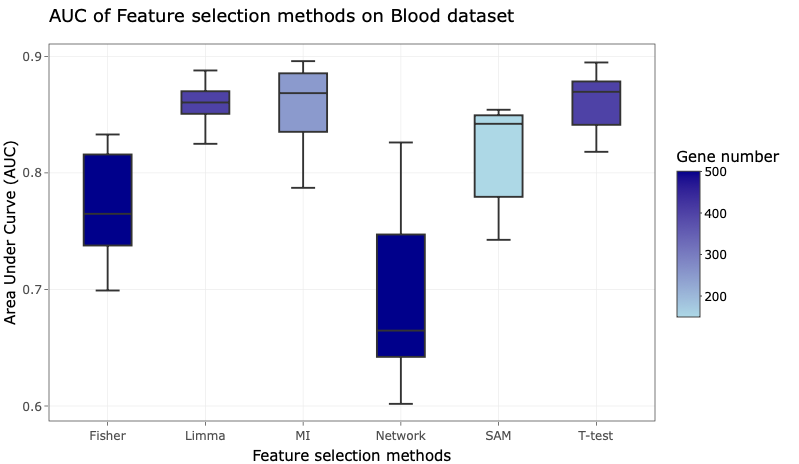 AUC of Feature selection methods on Blood dataset
Area Under Curve (AUC)
0.9
0.8
0.7
0.6
Fisher Limma MI Network SAM T-test
Feature selection methods
Gene number
500
400
300
200